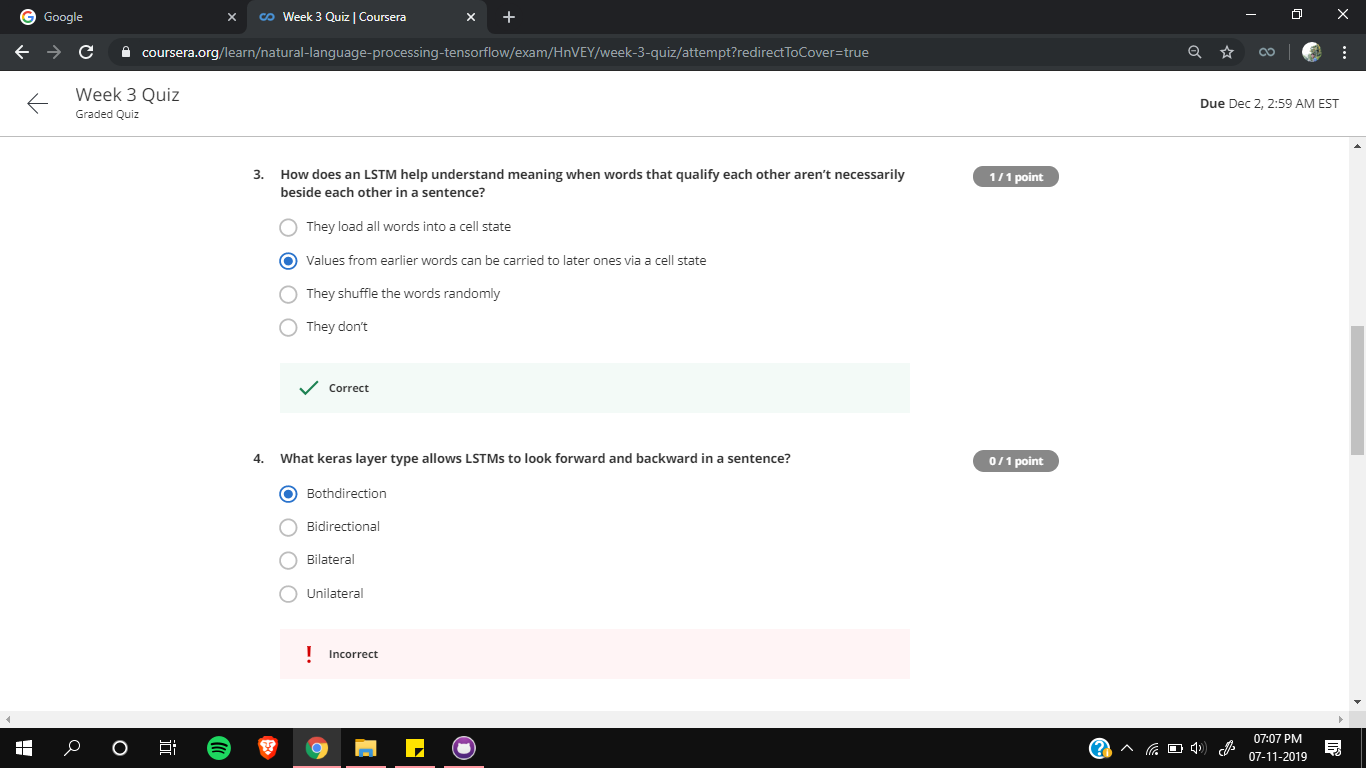 Google
Week 3 Quiz | Coursera
coursera.org/learn/natural-language-processing-tensorflow/exam/HnVEY/week-3-quiz/attempt?redirectToCover=true
Week 3 Quiz
Graded Quiz
Due Dec 2, 2:59 AM EST
3. How does an LSTM help understand meaning when words that qualify each other aren't necessarily
beside each other in a sentence?
1 / 1 point
They load all words into a cell state
Values from earlier words can be carried to later ones via a cell state
They shuffle the words randomly
They don't
Correct
4. What keras layer type allows LSTMs to look forward and backward in a sentence?
0 / 1 point
Bothdirection
Bidirectional
Bilateral
Unilateral
! Incorrect
07:07 PM
07-11-2019